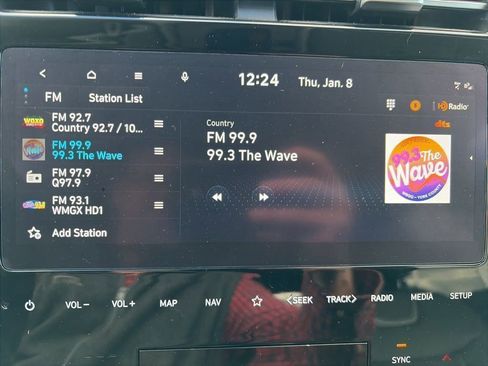 12:24 Thu, Jan. 8
FM Station List
HD Radio
dts
FM 92.7
Country 92.7 / 10...
FM 99.9
99.3 The Wave
FM 97.9
Q97.9
FM 93.1
WMGX HD1
Add Station
Country
FM 99.9
99.3 The Wave
99.3 The
Wave
YORK COUNTY
VOL − VOL + MAP NAV <SEEK TRACK> RADIO MEDIA SETUP
SYNC